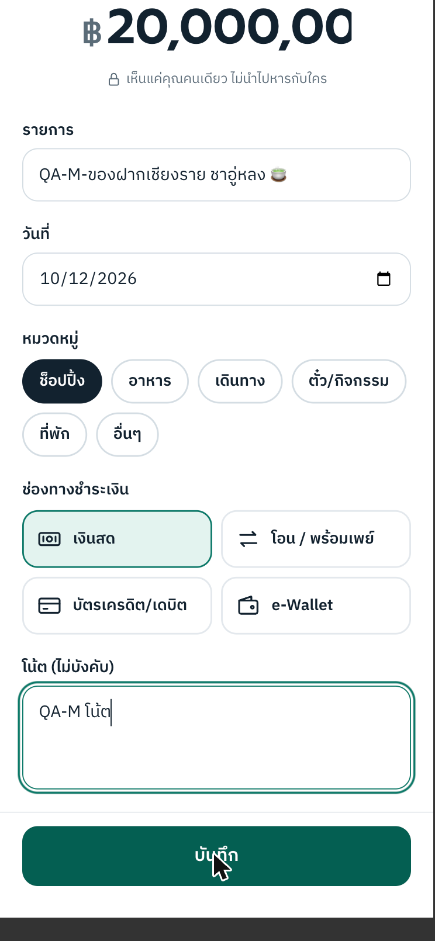 ฿20,000,00
เห็นแค่คุณคนเดียว ไม่นำไปหารกับใคร
รายการ
QA-M-ของฝากเชียงราย ชาอู่หลง 🍵
วันที่
10/12/2026
หมวดหมู่
ช็อปปิ้ง อาหาร เดินทาง ตั๋ว/กิจกรรม
ที่พัก อื่นๆ
ช่องทางชำระเงิน
เงินสด โอน / พร้อมเพย์
บัตรเครดิต/เดบิต e-Wallet
โน้ต (ไม่บังคับ)
QA-M โน้ต
บันทึก